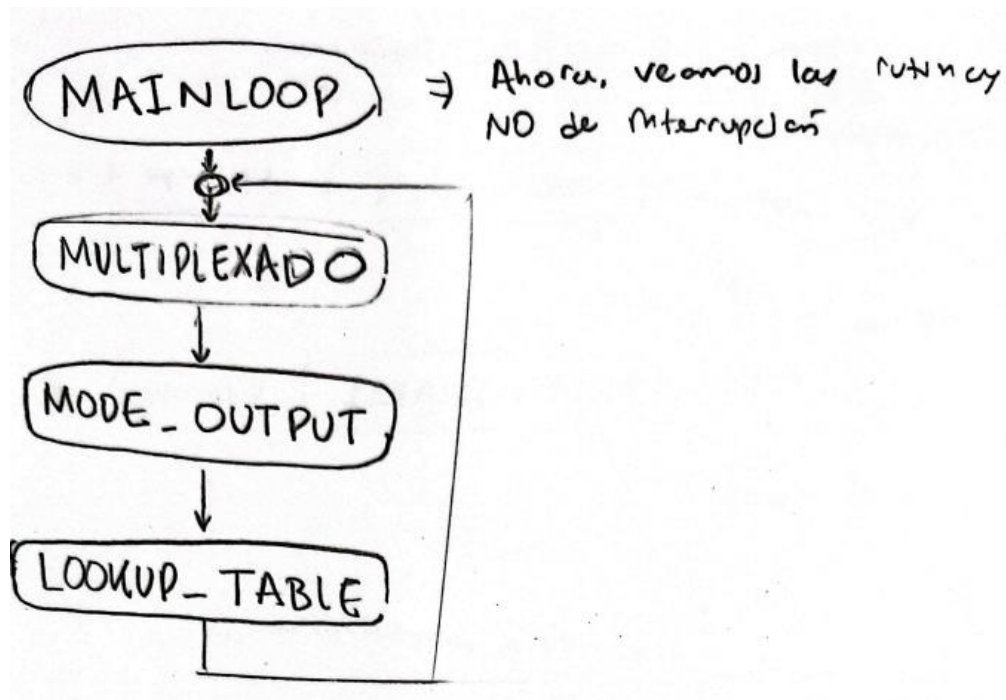 MAINLOOP
⇒ Ahora, veamos las rutinas
NO de interrupción
MULTIPLEXADO
MODE_OUTPUT
LOOKUP_TABLE